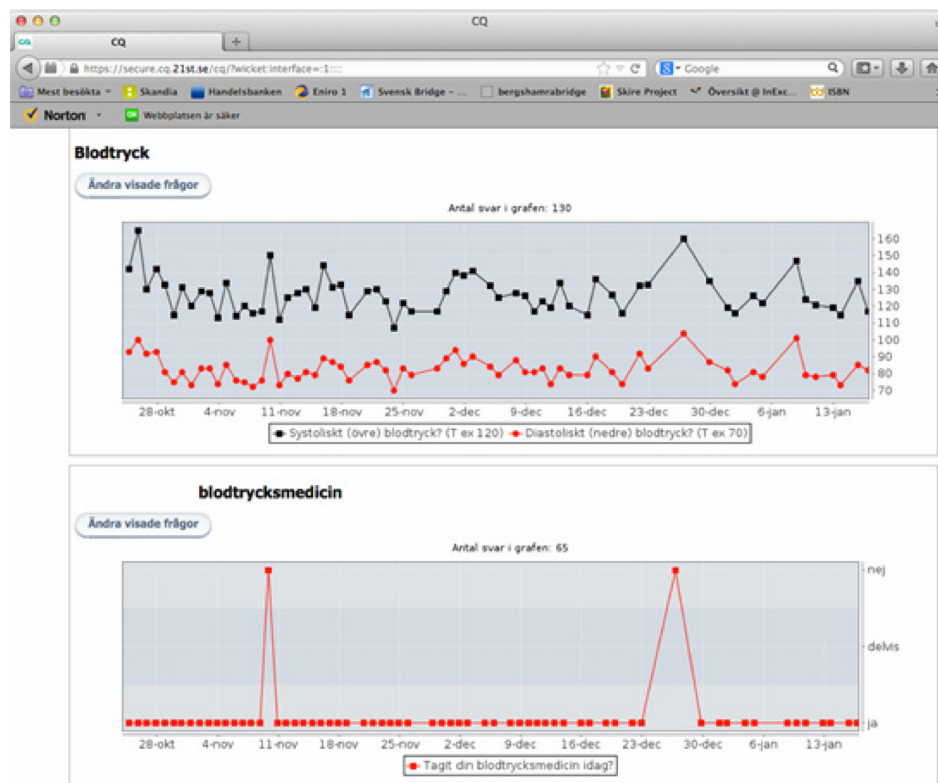 CQ
CQ CQ +
https://secure.cq.21st.se/cq/?wicket:interface=:1::::
Google
Mest besökta Skandia Handelsbanken Eniro 1 Svensk Bridge - ... bergshamrabridge Skire Project Översikt @ InExc... ISBN
Norton OK Webbplatsen är säker
Blodtryck
Ändra visade frågor
Antal svar i grafen: 130
160
150
140
130
120
110
100
90
80
70
28-okt 4-nov 11-nov 18-nov 25-nov 2-dec 9-dec 16-dec 23-dec 30-dec 6-jan 13-jan
Systoliskt (övre) blodtryck? (T ex 120) Diastoliskt (nedre) blodtryck? (T ex 70)
blodtrycksmedicin
Ändra visade frågor
Antal svar i grafen: 65
nej
delvis
ja
28-okt 4-nov 11-nov 18-nov 25-nov 2-dec 9-dec 16-dec 23-dec 30-dec 6-jan 13-jan
Tagit din blodtrycksmedicin idag?